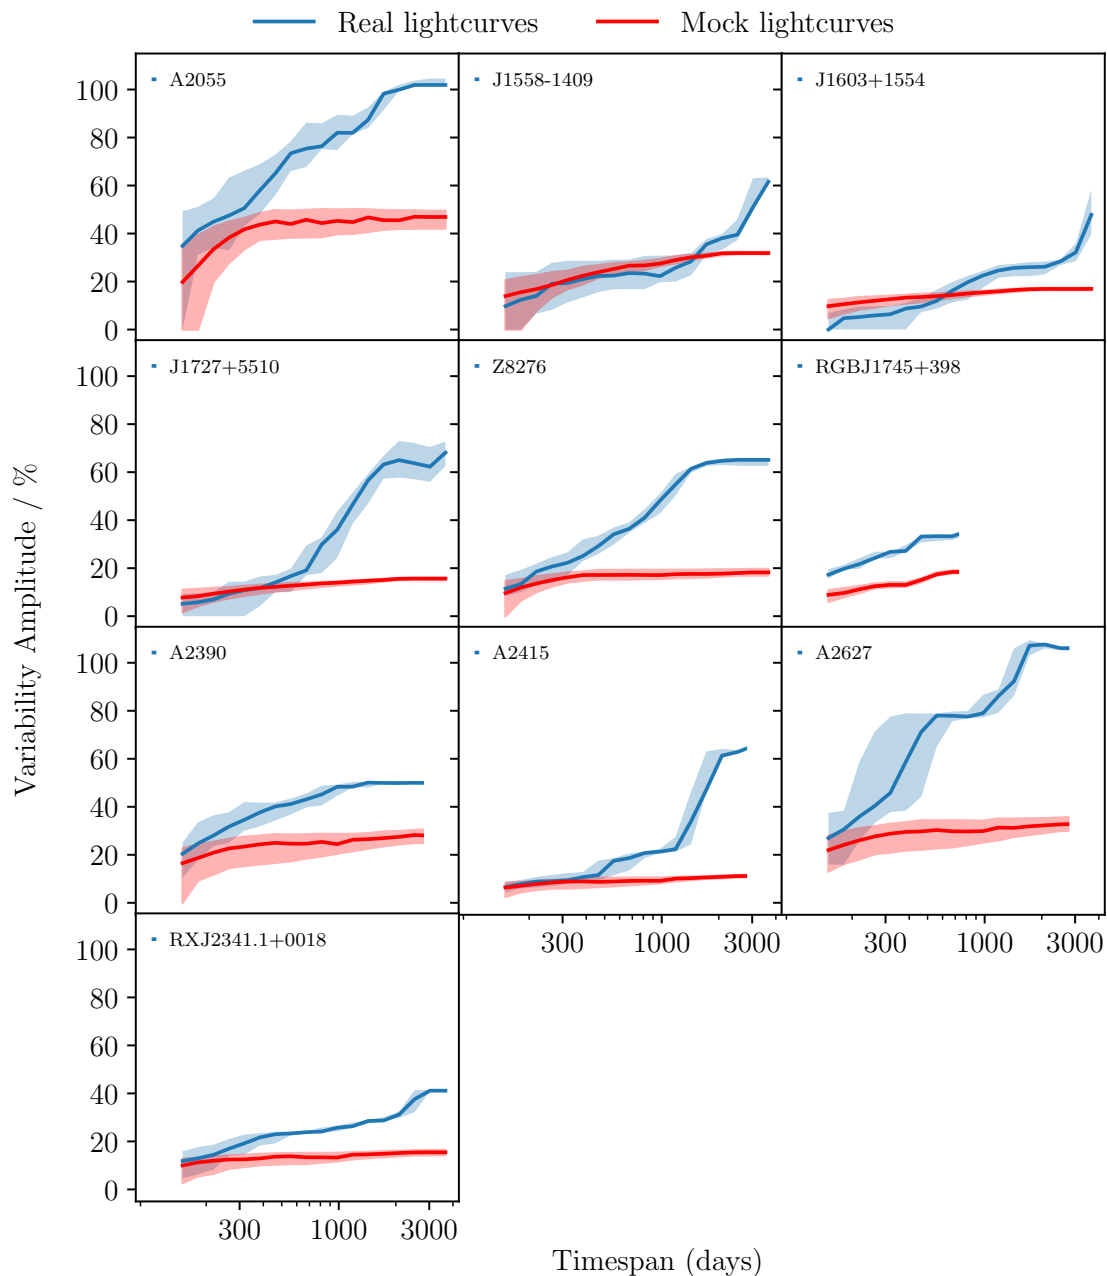 Real lightcurves Mock lightcurves
A2055 J1558-1409 J1603+1554
100
80
60
40
20
0
J1727+5510 Z8276 RGBJ1745+398
100
80
60
40
20
0
Variability Amplitude / %
A2390 A2415 A2627
100
80
60
40
20
0
300 1000 3000 300 1000 3000
RXJ2341.1+0018
100
80
60
40
20
0
300 1000 3000
Timespan (days)